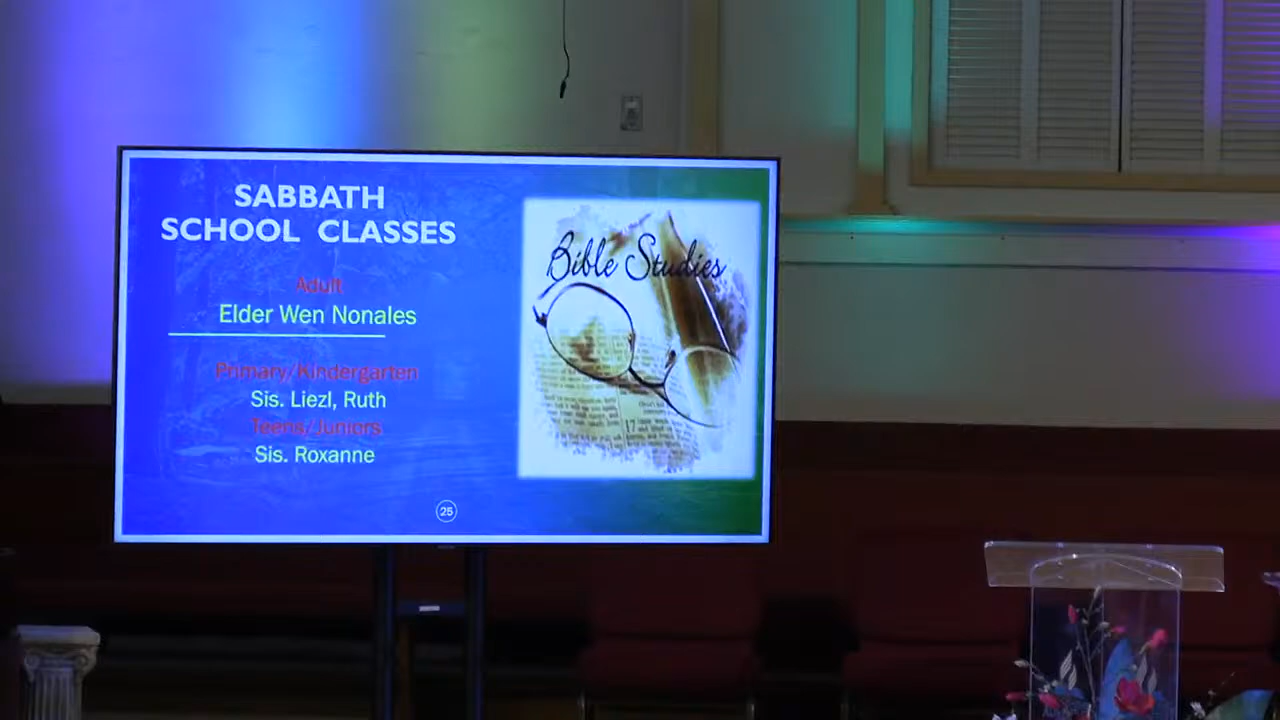 SABBATH
SCHOOL CLASSES
Adult
Elder Wen Nonales
Primary/Kindergarten
Sis. Liezl, Ruth
Teens/Juniors
Sis. Roxanne
25
Bible Studies
17